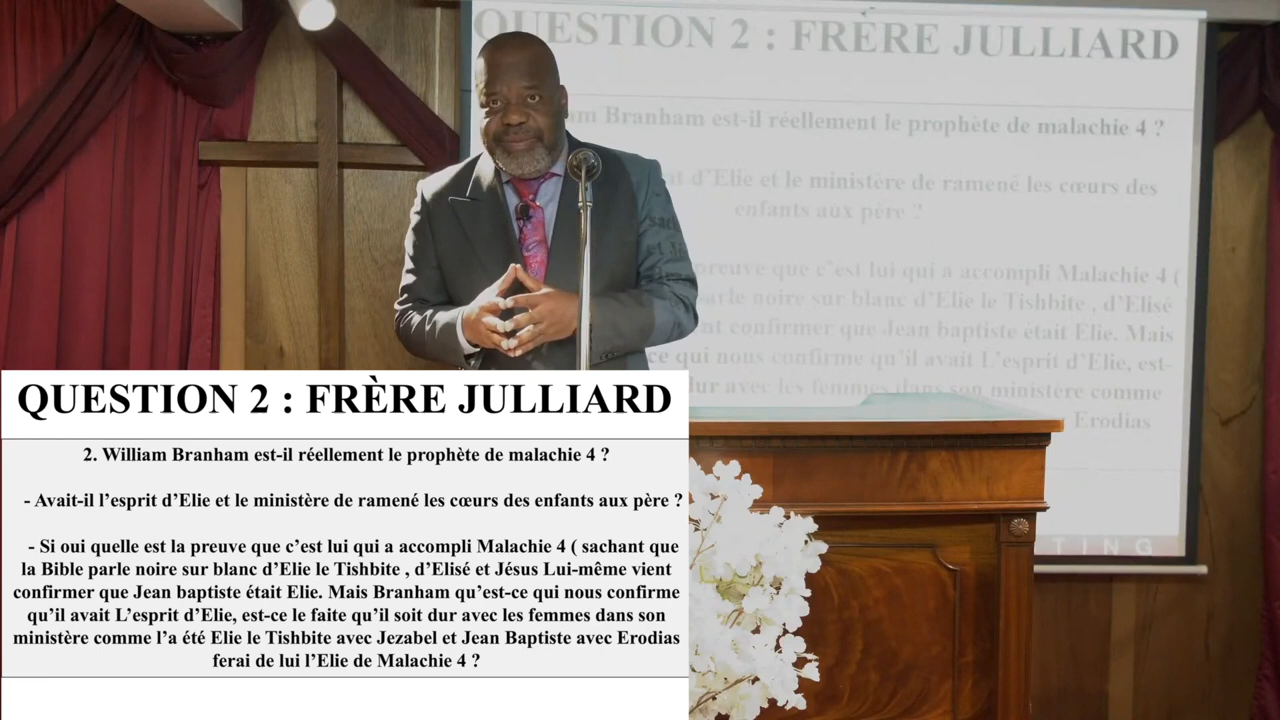 QUESTION 2 : FRÈRE JULLIARD
Branham est-il réellement le prophète de malachie 4 ?
d’Elie et le ministère de ramené les cœurs des
enfants aux père ?
preuve que c’est lui qui a accompli Malachie 4 (
parle noire sur blanc d’Elie le Tishbite , d’Elisé
confirmer que Jean baptiste était Elie. Mais
ce qui nous confirme qu’il avait L’esprit d’Elie, est-
dur avec les femmes dans son ministère comme
Erodias
TING
QUESTION 2 : FRÈRE JULLIARD
2. William Branham est-il réellement le prophète de malachie 4 ?
- Avait-il l’esprit d’Elie et le ministère de ramené les cœurs des enfants aux père ?
- Si oui quelle est la preuve que c’est lui qui a accompli Malachie 4 ( sachant que
la Bible parle noire sur blanc d’Elie le Tishbite , d’Elisé et Jésus Lui-même vient
confirmer que Jean baptiste était Elie. Mais Branham qu’est-ce qui nous confirme
qu’il avait L’esprit d’Elie, est-ce le faite qu’il soit dur avec les femmes dans son
ministère comme l’a été Elie le Tishbite avec Jezabel et Jean Baptiste avec Erodias
ferai de lui l’Elie de Malachie 4 ?